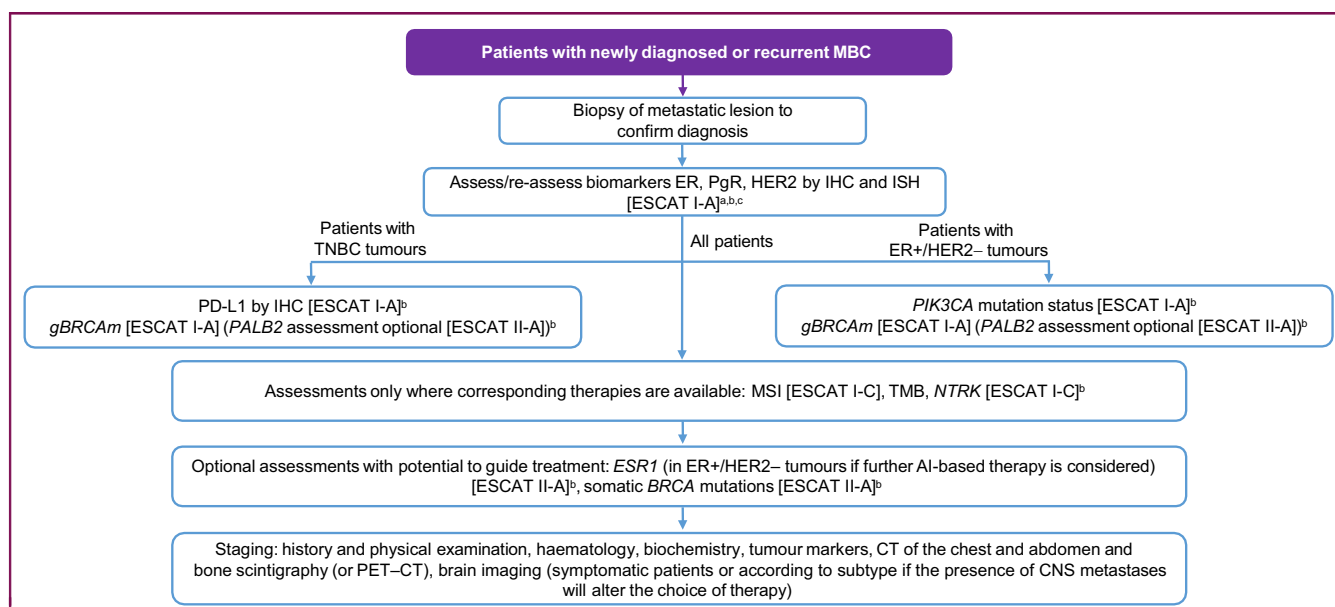 Patients with newly diagnosed or recurrent MBC
Biopsy of metastatic lesion to
confirm diagnosis
Assess/re-assess biomarkers ER, PgR, HER2 by IHC and ISH
[ESCAT I-A]a,b,c
Patients with
TNBC tumours
All patients
Patients with
ER+/HER2– tumours
PD-L1 by IHC [ESCAT I-A]b
gBRCAm [ESCAT I-A] (PALB2 assessment optional [ESCAT II-A])b
PIK3CA mutation status [ESCAT I-A]b
gBRCAm [ESCAT I-A] (PALB2 assessment optional [ESCAT II-A])b
Assessments only where corresponding therapies are available: MSI [ESCAT I-C], TMB, NTRK [ESCAT I-C]b
Optional assessments with potential to guide treatment: ESR1 (in ER+/HER2– tumours if further AI-based therapy is considered)
[ESCAT II-A]b, somatic BRCA mutations [ESCAT II-A]b
Staging: history and physical examination, haematology, biochemistry, tumour markers, CT of the chest and abdomen and
bone scintigraphy (or PET–CT), brain imaging (symptomatic patients or according to subtype if the presence of CNS metastases
will alter the choice of therapy)